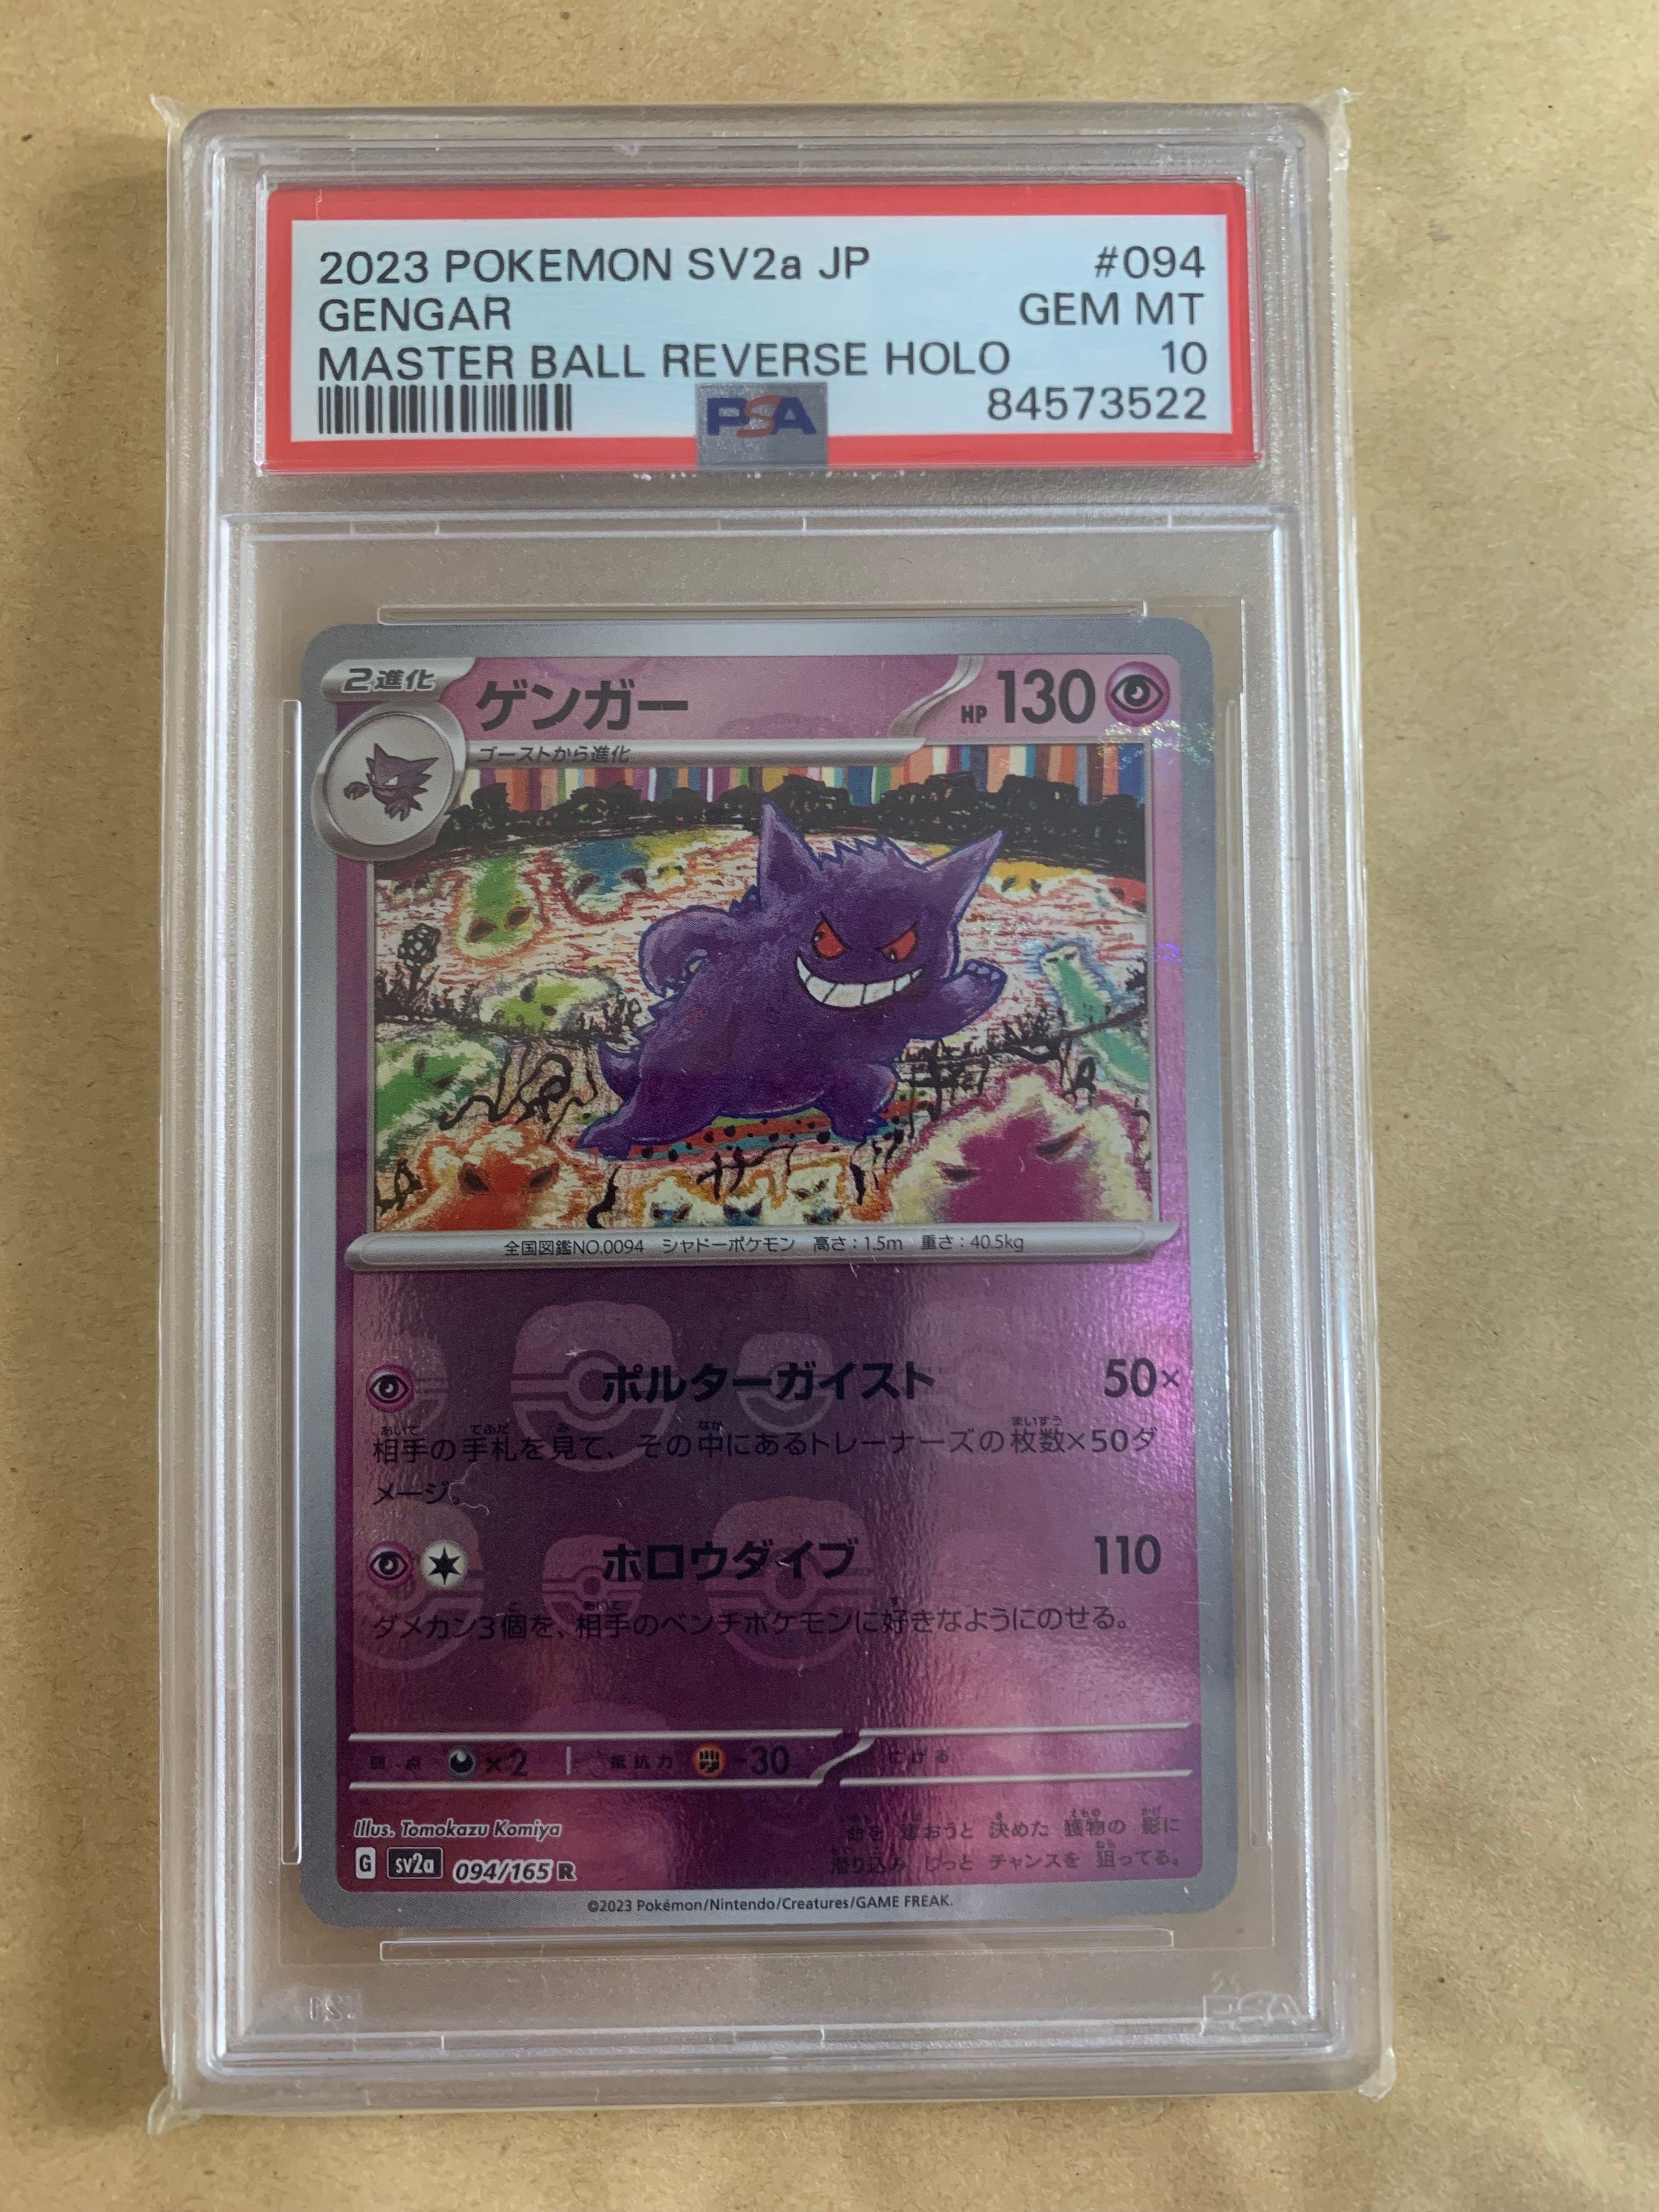 2023 POKEMON SV2a JP #094
GENGAR GEM MT
MASTER BALL REVERSE HOLO 10
PSA 84573522
2進化 ゲンガー HP 130
ゴーストから進化
全国図鑑NO.0094 シャドーポケモン 高さ:1.5m 重さ:40.5kg
ポルターガイスト 50×
相手の手札を見て、その中にあるトレーナーズの枚数×50ダ
メージ。
ホロウダイブ 110
ダメカン3個を、相手のベンチポケモンに好きなようにのせる。
弱点 ×2 抵抗力 -30 にげる
Illus. Tomokazu Komiya
命を 奪おうと 決めた 獲物の 影に
潜り込み じっと チャンスを 狙ってる。
G sv2a 094/165 R
©2023 Pokémon/Nintendo/Creatures/GAME FREAK.
PSA